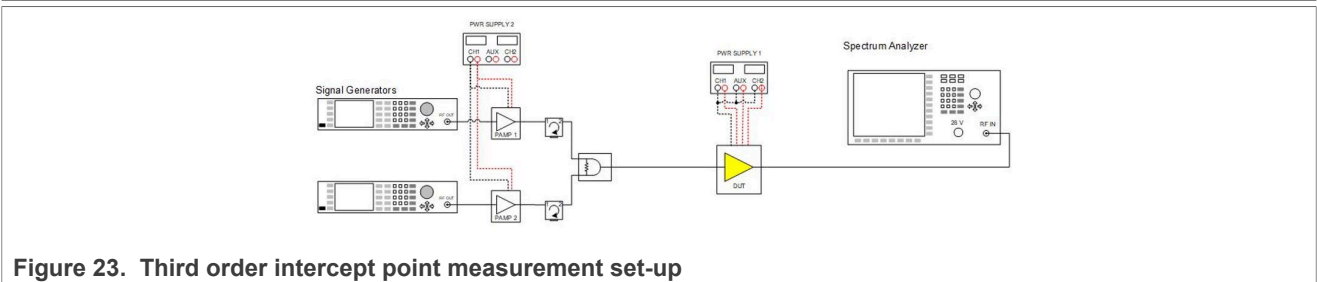 PWR SUPPLY 2
CH1 AUX CH2
PWR SUPPLY 1
CH1 AUX CH2
Spectrum Analyzer
Signal Generators
RF OUT
PAMP 1
28 V
RF IN
DUT
RF OUT
PAMP 2
Figure 23. Third order intercept point measurement set-up